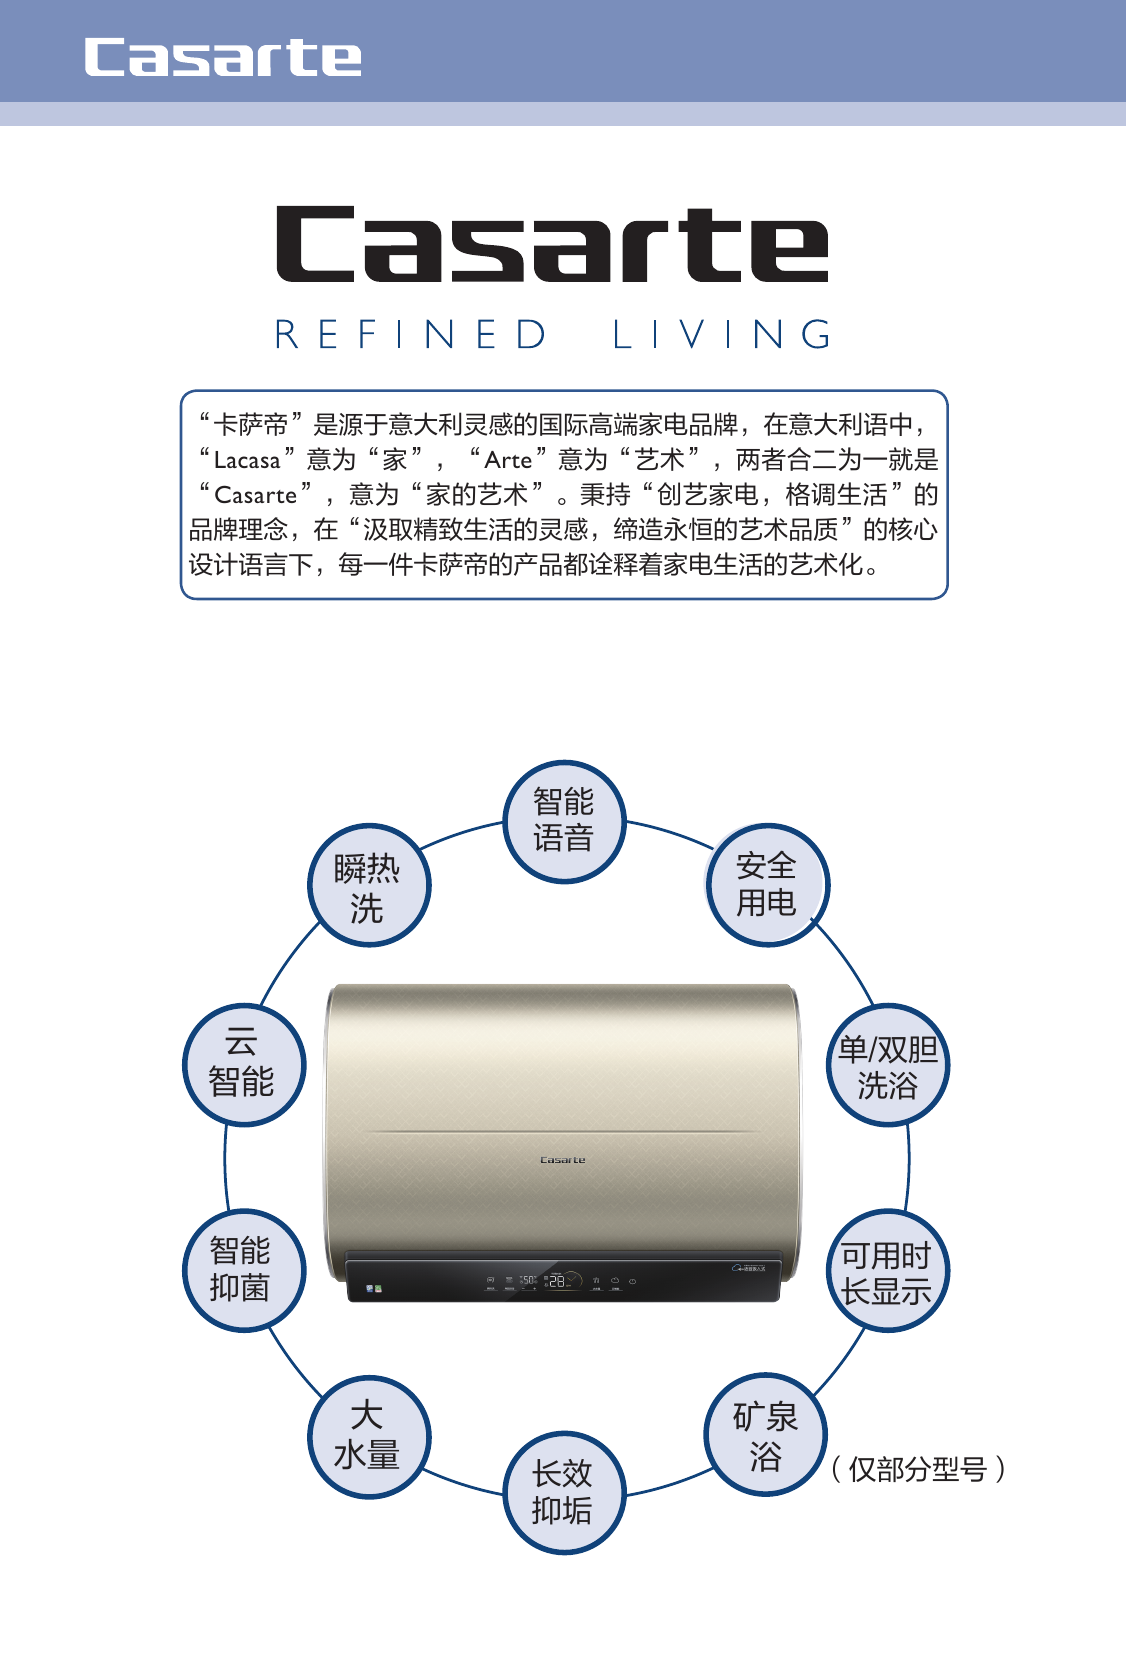 Casarte
Casarte
REFINED LIVING
“卡萨帝”是源于意大利灵感的国际高端家电品牌，在意大利语中，
“Lacasa”意为“家”，“Arte”意为“艺术”，两者合二为一就是
“Casarte”，意为“家的艺术”。秉持“创艺家电，格调生活”的
品牌理念，在“汲取精致生活的灵感，缔造永恒的艺术品质”的核心
设计语言下，每一件卡萨帝的产品都诠释着家电生活的艺术化。
智能
语音
瞬热
洗
安全
用电
云
智能
单/双胆
洗浴
Casarte
智能
抑菌
可用时
长显示
50
28
大
水量
矿泉
浴
（仅部分型号）
长效
抑垢